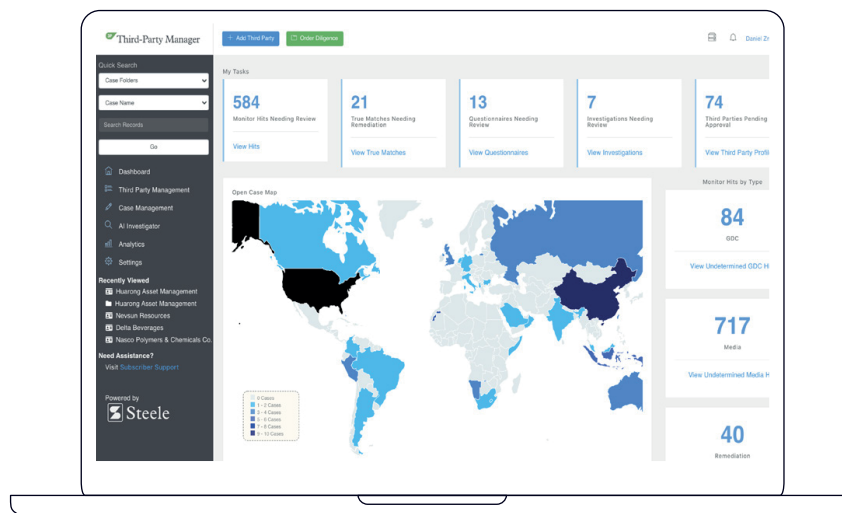 Third-Party Manager
+ Add Third Party
Order Diligence
Quick Search
Case Folders
Case Name
Search Records
Go
Dashboard
Third Party Management
Case Management
AI Investigator
Analytics
Settings
Recently Viewed
Huarong Asset Management
Huarong Asset Management
Nevsun Resources
Delta Beverages
Nasco Polymers & Chemicals Co.
Need Assistance?
Visit Subscriber Support
Powered by
Steele
My Tasks
584
Monitor Hits Needing Review
View Hits
21
True Matches Needing
Remediation
View True Matches
13
Questionnaires Needing
Review
View Questionnaires
7
Investigations Needing
Review
View Investigations
74
Third Parties Pending
Approval
View Third Party Profil
Open Case Map
0 Cases
1 - 2 Cases
3 - 4 Cases
5 - 6 Cases
7 - 8 Cases
9 - 10 Cases
Monitor Hits by Type
84
GDC
View Undetermined GDC H
717
Media
View Undetermined Media H
40
Remediation